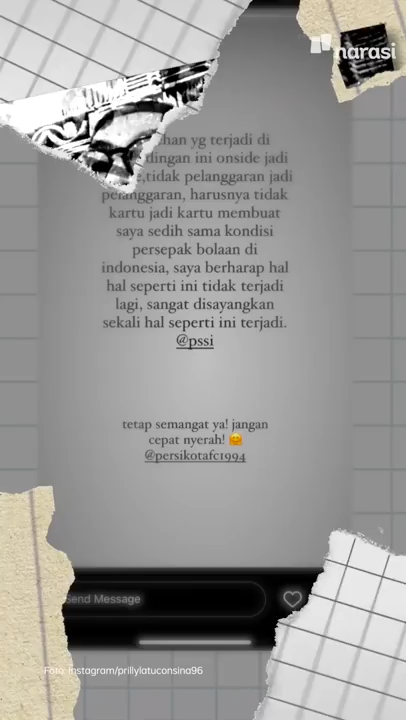 narasi
yg terjadi di
ini onside jadi
tidak pelanggaran jadi
pelanggaran, harusnya tidak
kartu jadi kartu membuat
saya sedih sama kondisi
persepak bolaan di
indonesia, saya berharap hal
hal seperti ini tidak terjadi
lagi, sangat disayangkan
sekali hal seperti ini terjadi.
@pssi
tetap semangat ya! jangan
cepat nyerah! 🤗
@persikotafc1994
Send Message
Foto: Instagram/prillylatuconsina96